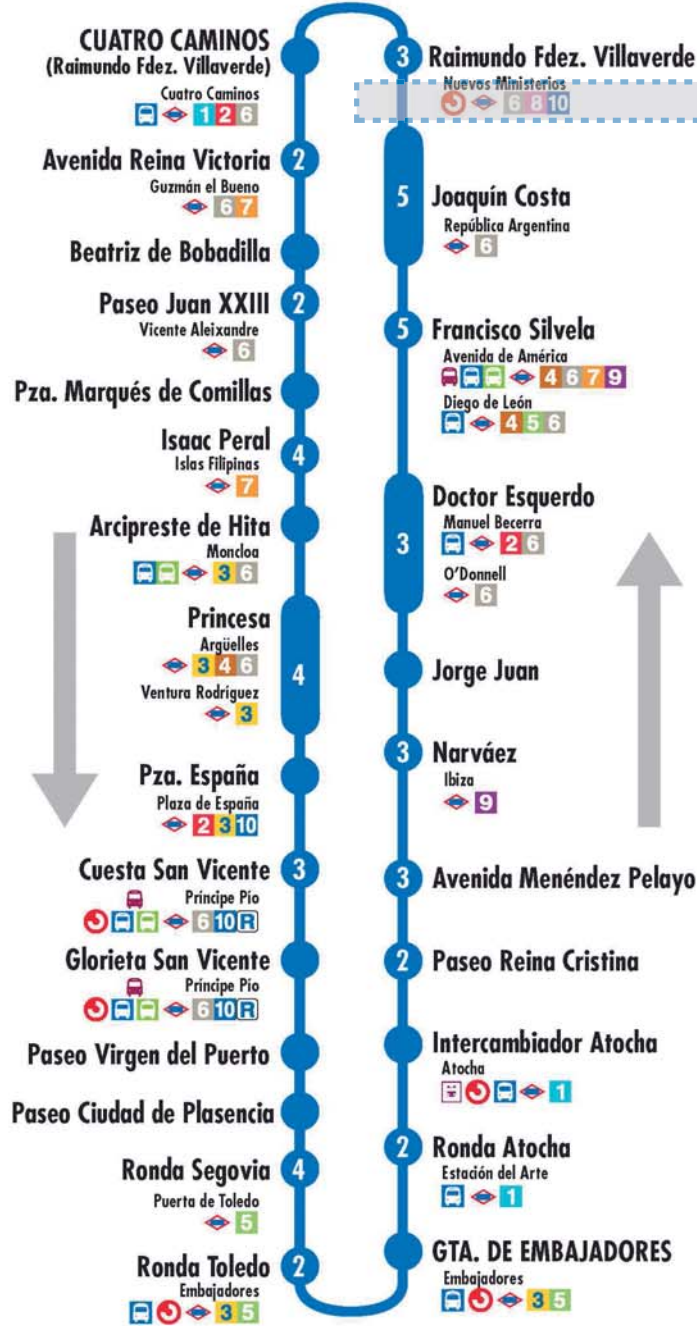 CUATRO CAMINOS
(Raimundo Fdez. Villaverde)
Cuatro Caminos
1 2 6
2
Avenida Reina Victoria
Guzmán el Bueno
6 7
Beatriz de Bobadilla
2
Paseo Juan XXIII
Vicente Aleixandre
6
Pza. Marqués de Comillas
4
Isaac Peral
Islas Filipinas
7
Arcipreste de Hita
Moncloa
3 6
Princesa
Argüelles
3 4 6
4
Ventura Rodríguez
3
Pza. España
Plaza de España
2 3 10
Cuesta San Vicente
3
Príncipe Pío
6 10 R
Glorieta San Vicente
Príncipe Pío
6 10 R
Paseo Virgen del Puerto
Paseo Ciudad de Plasencia
Ronda Segovia
4
Puerta de Toledo
5
Ronda Toledo
2
Embajadores
3 5
3
Raimundo Fdez. Villaverde
Nuevos Ministerios
6 8 10
5
Joaquín Costa
República Argentina
6
5
Francisco Silvela
Avenida de América
4 6 7 9
Diego de León
4 5 6
Doctor Esquerdo
Manuel Becerra
2 6
3
O'Donnell
6
Jorge Juan
3
Narváez
Ibiza
9
3
Avenida Menéndez Pelayo
2
Paseo Reina Cristina
Intercambiador Atocha
Atocha
1
2
Ronda Atocha
Estación del Arte
1
GTA. DE EMBAJADORES
Embajadores
3 5